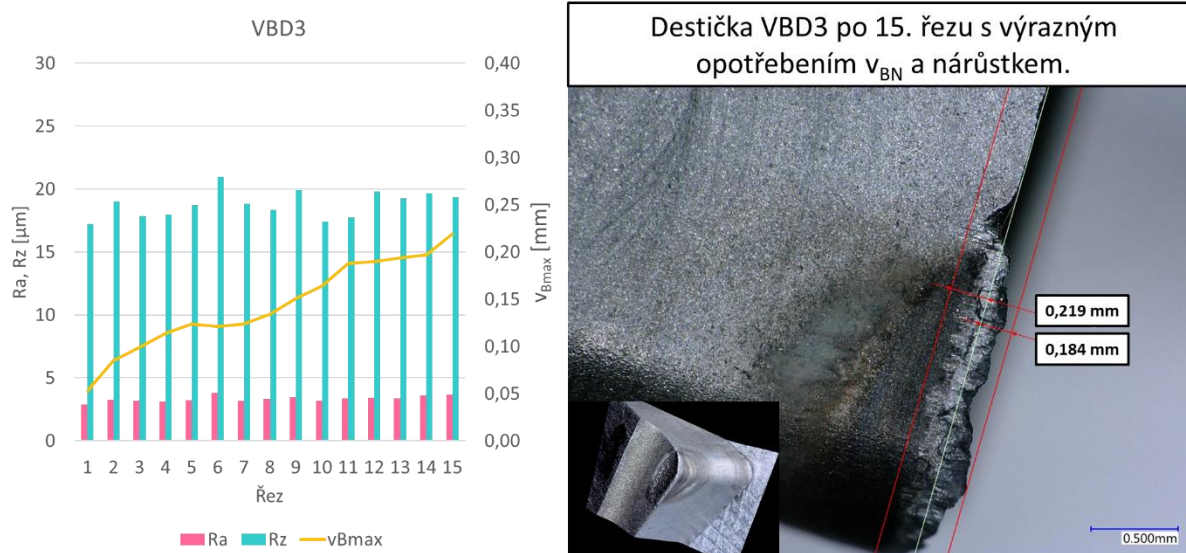 VBD3
30
25
20
15
10
5
0
Ra, Rz [µm]
0,40
0,35
0,30
0,25
0,20
0,15
0,10
0,05
0,00
vBmax [mm]
1 2 3 4 5 6 7 8 9 10 11 12 13 14 15
Řez
Ra Rz vBmax
Destička VBD3 po 15. řezu s výrazným
opotřebením vBN a nárůstkem.
0,219 mm
0,184 mm
0.500mm